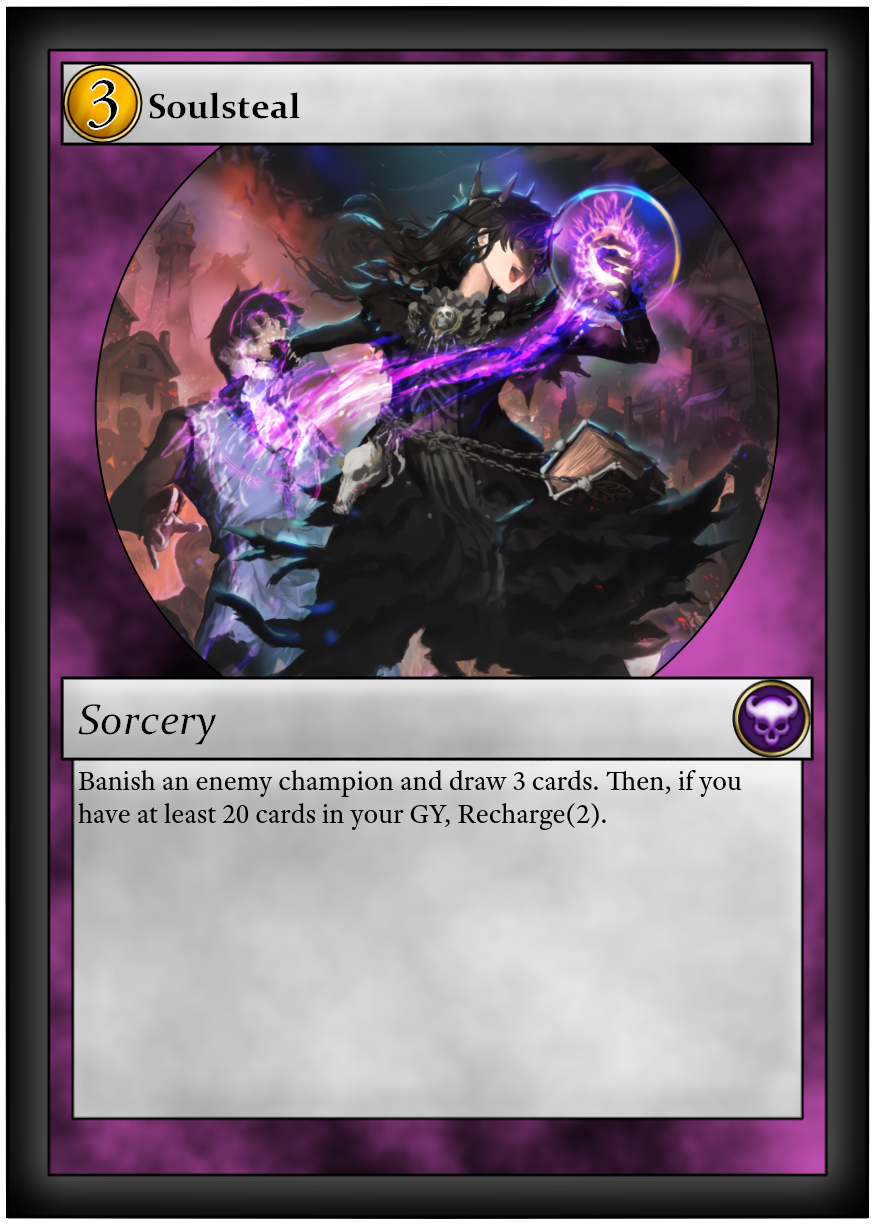 3
Soulsteal
Sorcery
Banish an enemy champion and draw 3 cards. Then, if you
have at least 20 cards in your GY, Recharge(2).